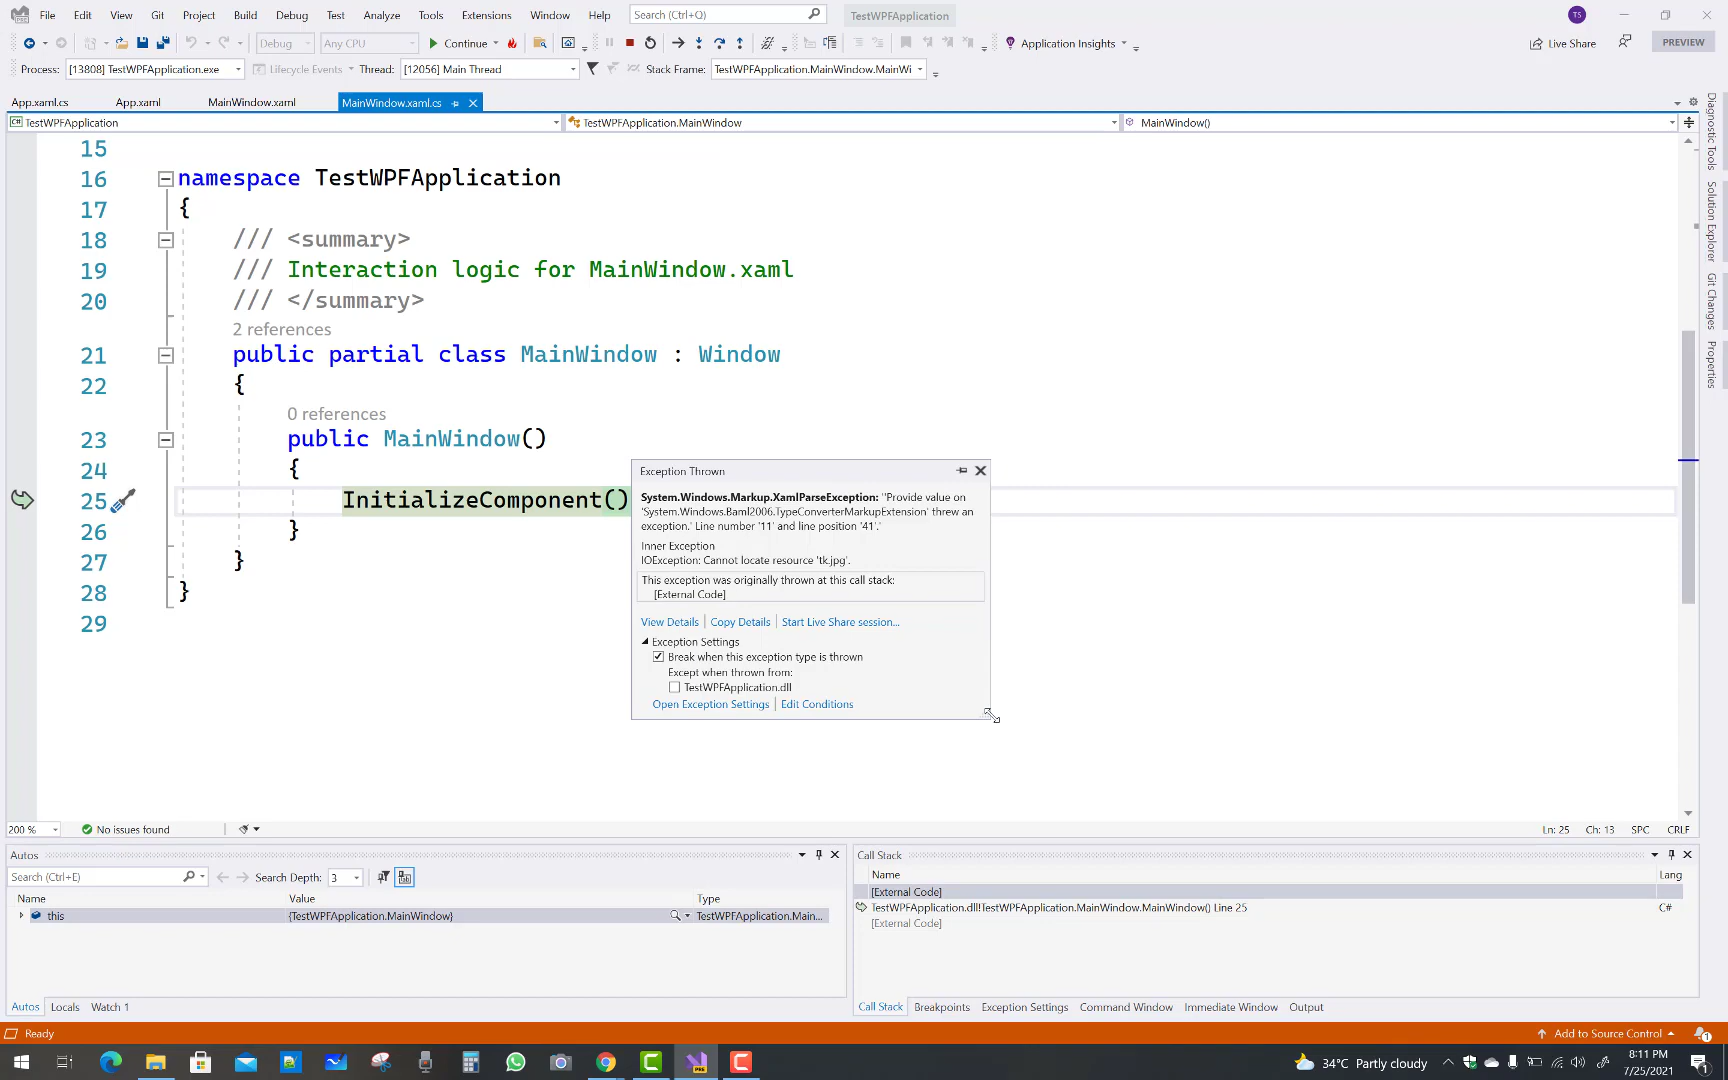 File Edit View Git Project Build Debug Test Analyze Tools Extensions Window Help Search (Ctrl+Q) TestWPFApplication TS
Debug Any CPU Continue Application Insights Live Share PREVIEW
Process: [13808] TestWPFApplication.exe Lifecycle Events Thread: [12056] Main Thread Stack Frame: TestWPFApplication.MainWindow.MainWi
App.xaml.cs App.xaml MainWindow.xaml MainWindow.xaml.cs
C# TestWPFApplication TestWPFApplication.MainWindow MainWindow()
15
16 namespace TestWPFApplication
17 {
18 /// <summary>
19 /// Interaction logic for MainWindow.xaml
20 /// </summary>
2 references
21 public partial class MainWindow : Window
22 {
0 references
23 public MainWindow()
24 {
25 InitializeComponent()
26 }
27 }
28 }
29
Exception Thrown
System.Windows.Markup.XamlParseException: ''Provide value on
'System.Windows.Baml2006.TypeConverterMarkupExtension' threw an
exception.' Line number '11' and line position '41'.'
Inner Exception
IOException: Cannot locate resource 'tk.jpg'.
This exception was originally thrown at this call stack:
[External Code]
View Details | Copy Details | Start Live Share session...
Exception Settings
Break when this exception type is thrown
Except when thrown from:
TestWPFApplication.dll
Open Exception Settings | Edit Conditions
Diagnostic Tools
Solution Explorer
Git Changes
Properties
200 % No issues found Ln: 25 Ch: 13 SPC CRLF
Autos
Search (Ctrl+E) Search Depth: 3
Name Value Type
this {TestWPFApplication.MainWindow} TestWPFApplication.Main...
Autos Locals Watch 1
Call Stack
Name Lang
[External Code]
TestWPFApplication.dll!TestWPFApplication.MainWindow.MainWindow() Line 25 C#
[External Code]
Call Stack Breakpoints Exception Settings Command Window Immediate Window Output
Ready Add to Source Control 1
PRE 34°C Partly cloudy 8:11 PM
7/25/2021 1